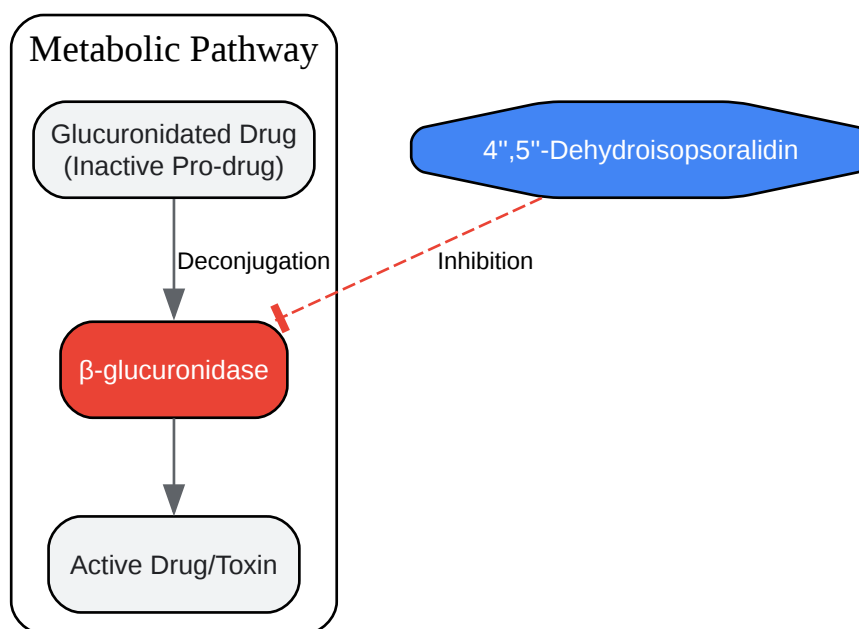 Metabolic Pathway
Glucuronidated Drug
(Inactive Pro-drug)
4",5"-Dehydroisopsoralidin
Deconjugation
Inhibition
β-glucuronidase
Active Drug/Toxin